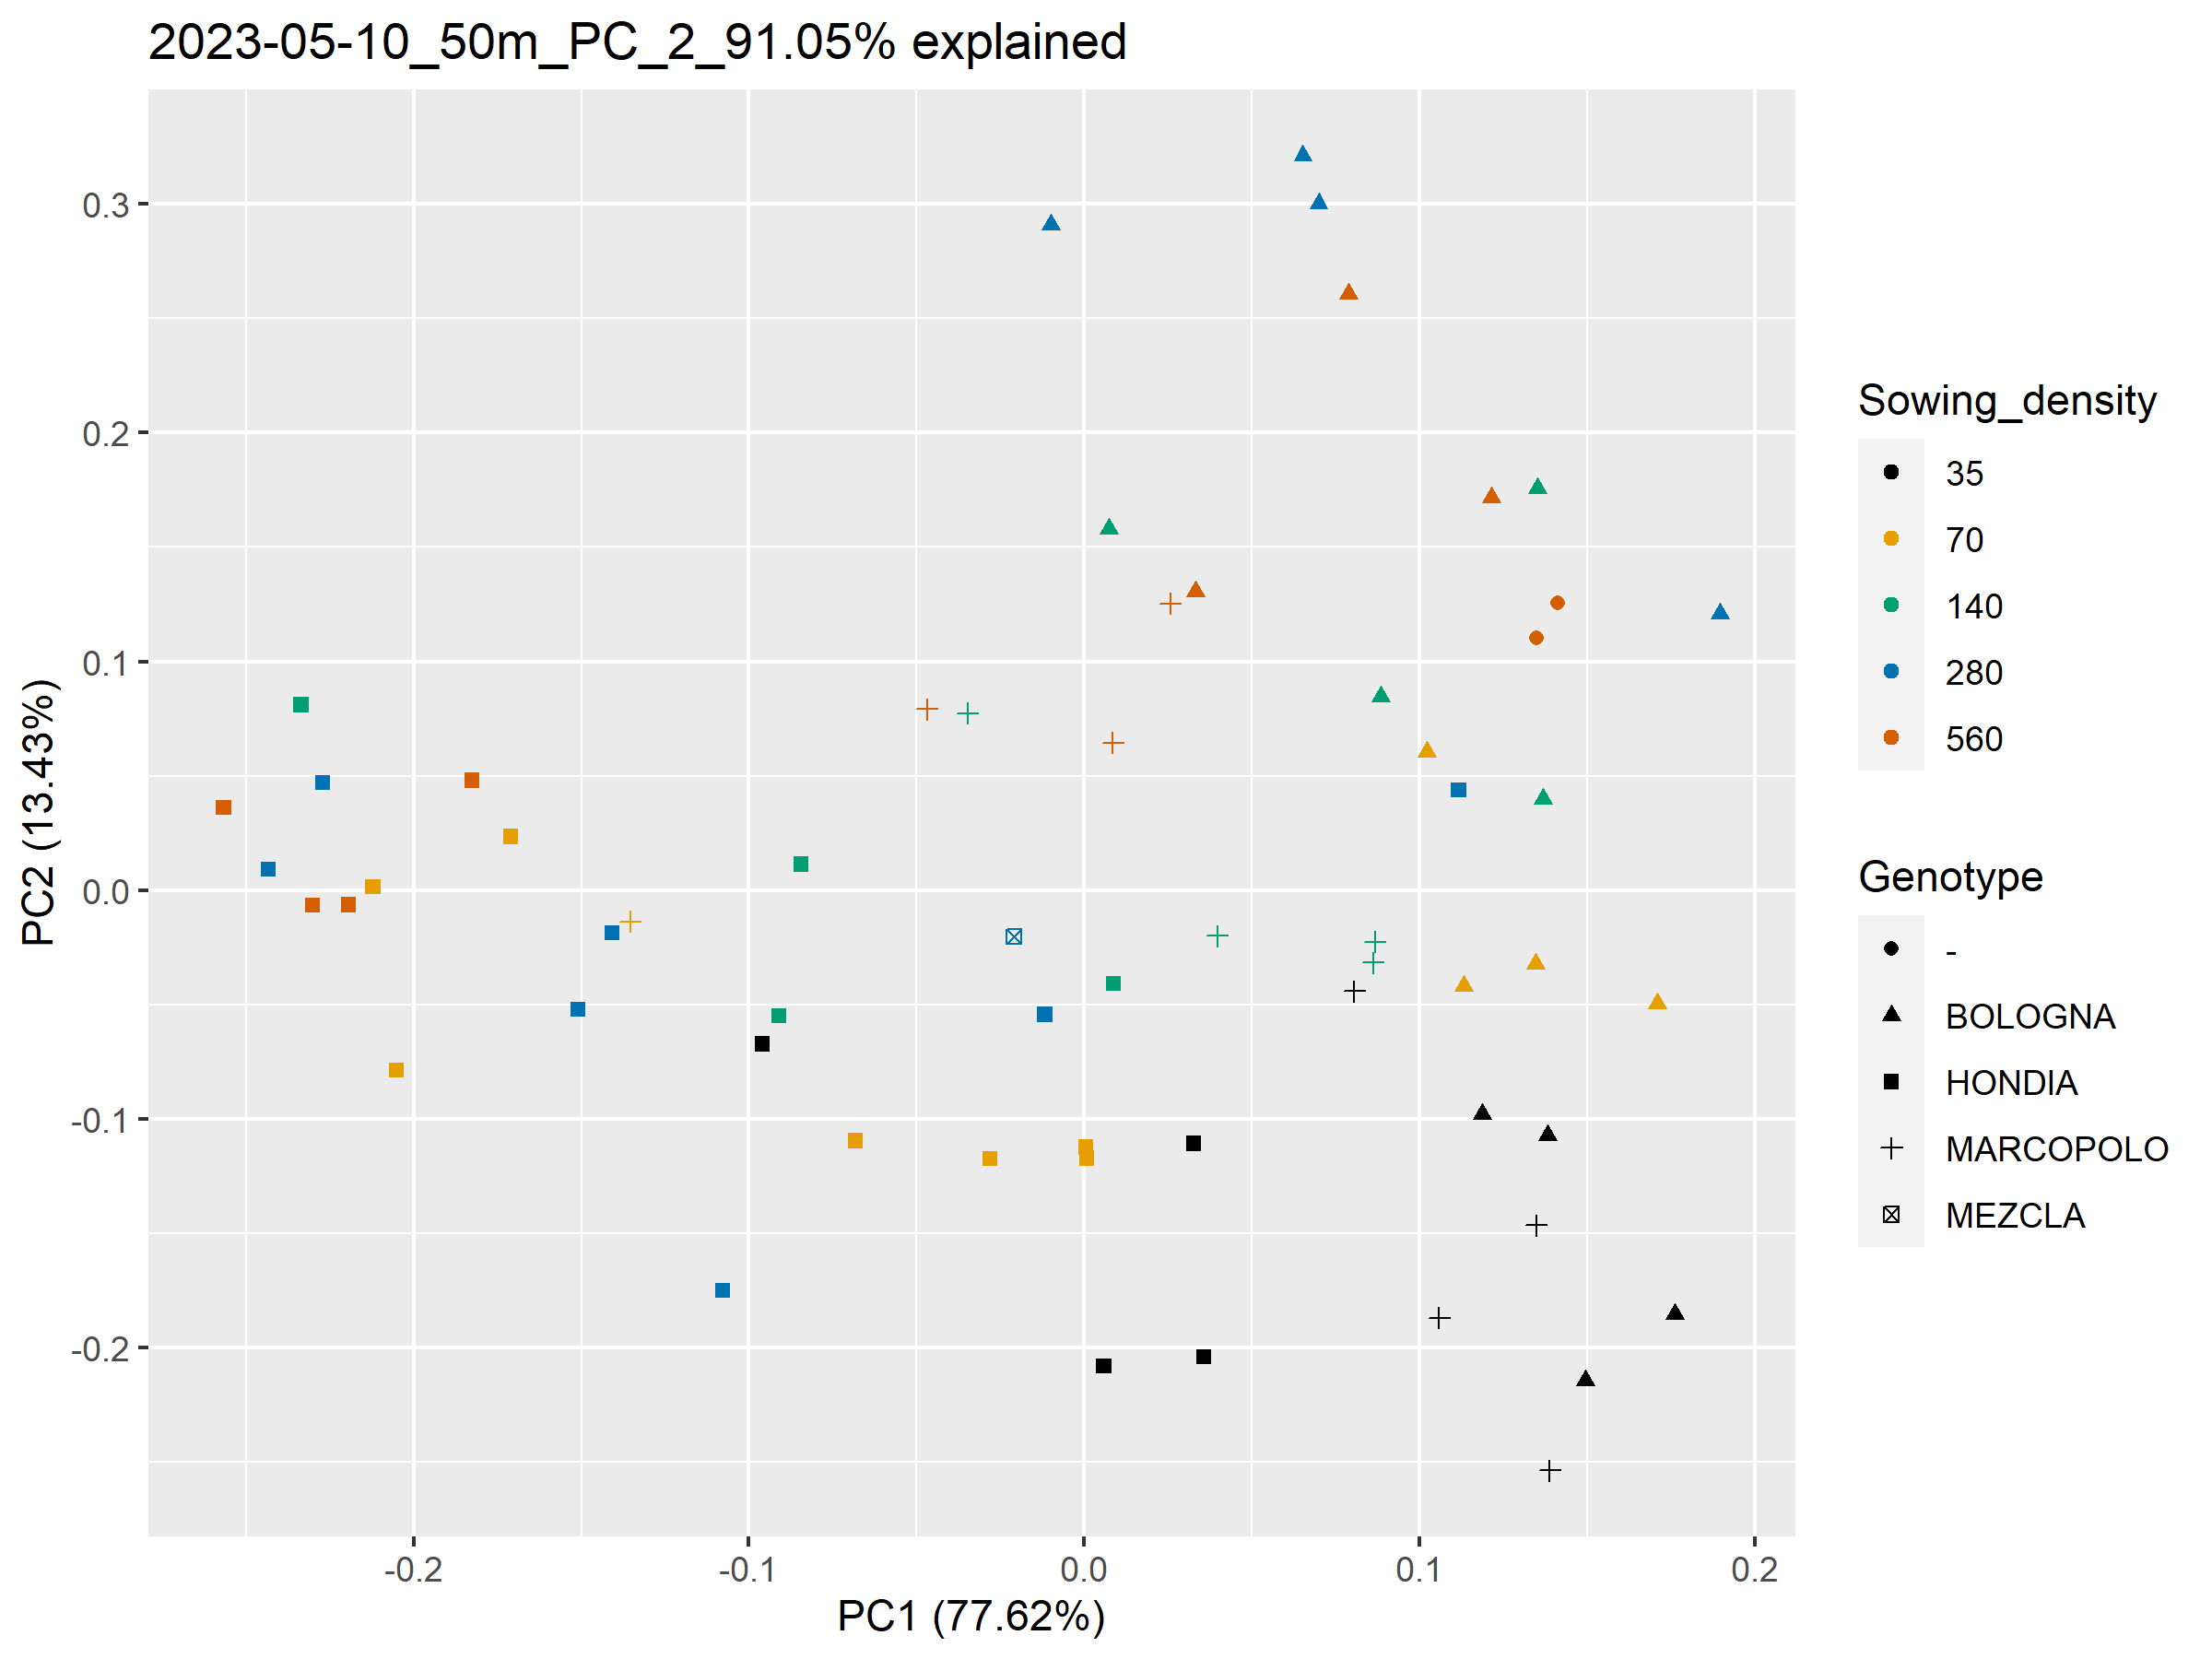 2023-05-10_50m_PC_2_91.05% explained
0.3
0.2
0.1
0.0
-0.1
-0.2
PC2 (13.43%)
-0.2
-0.1
0.0
0.1
0.2
PC1 (77.62%)
Sowing_density
35
70
140
280
560
Genotype
-
BOLOGNA
HONDIA
MARCOPOLO
MEZCLA